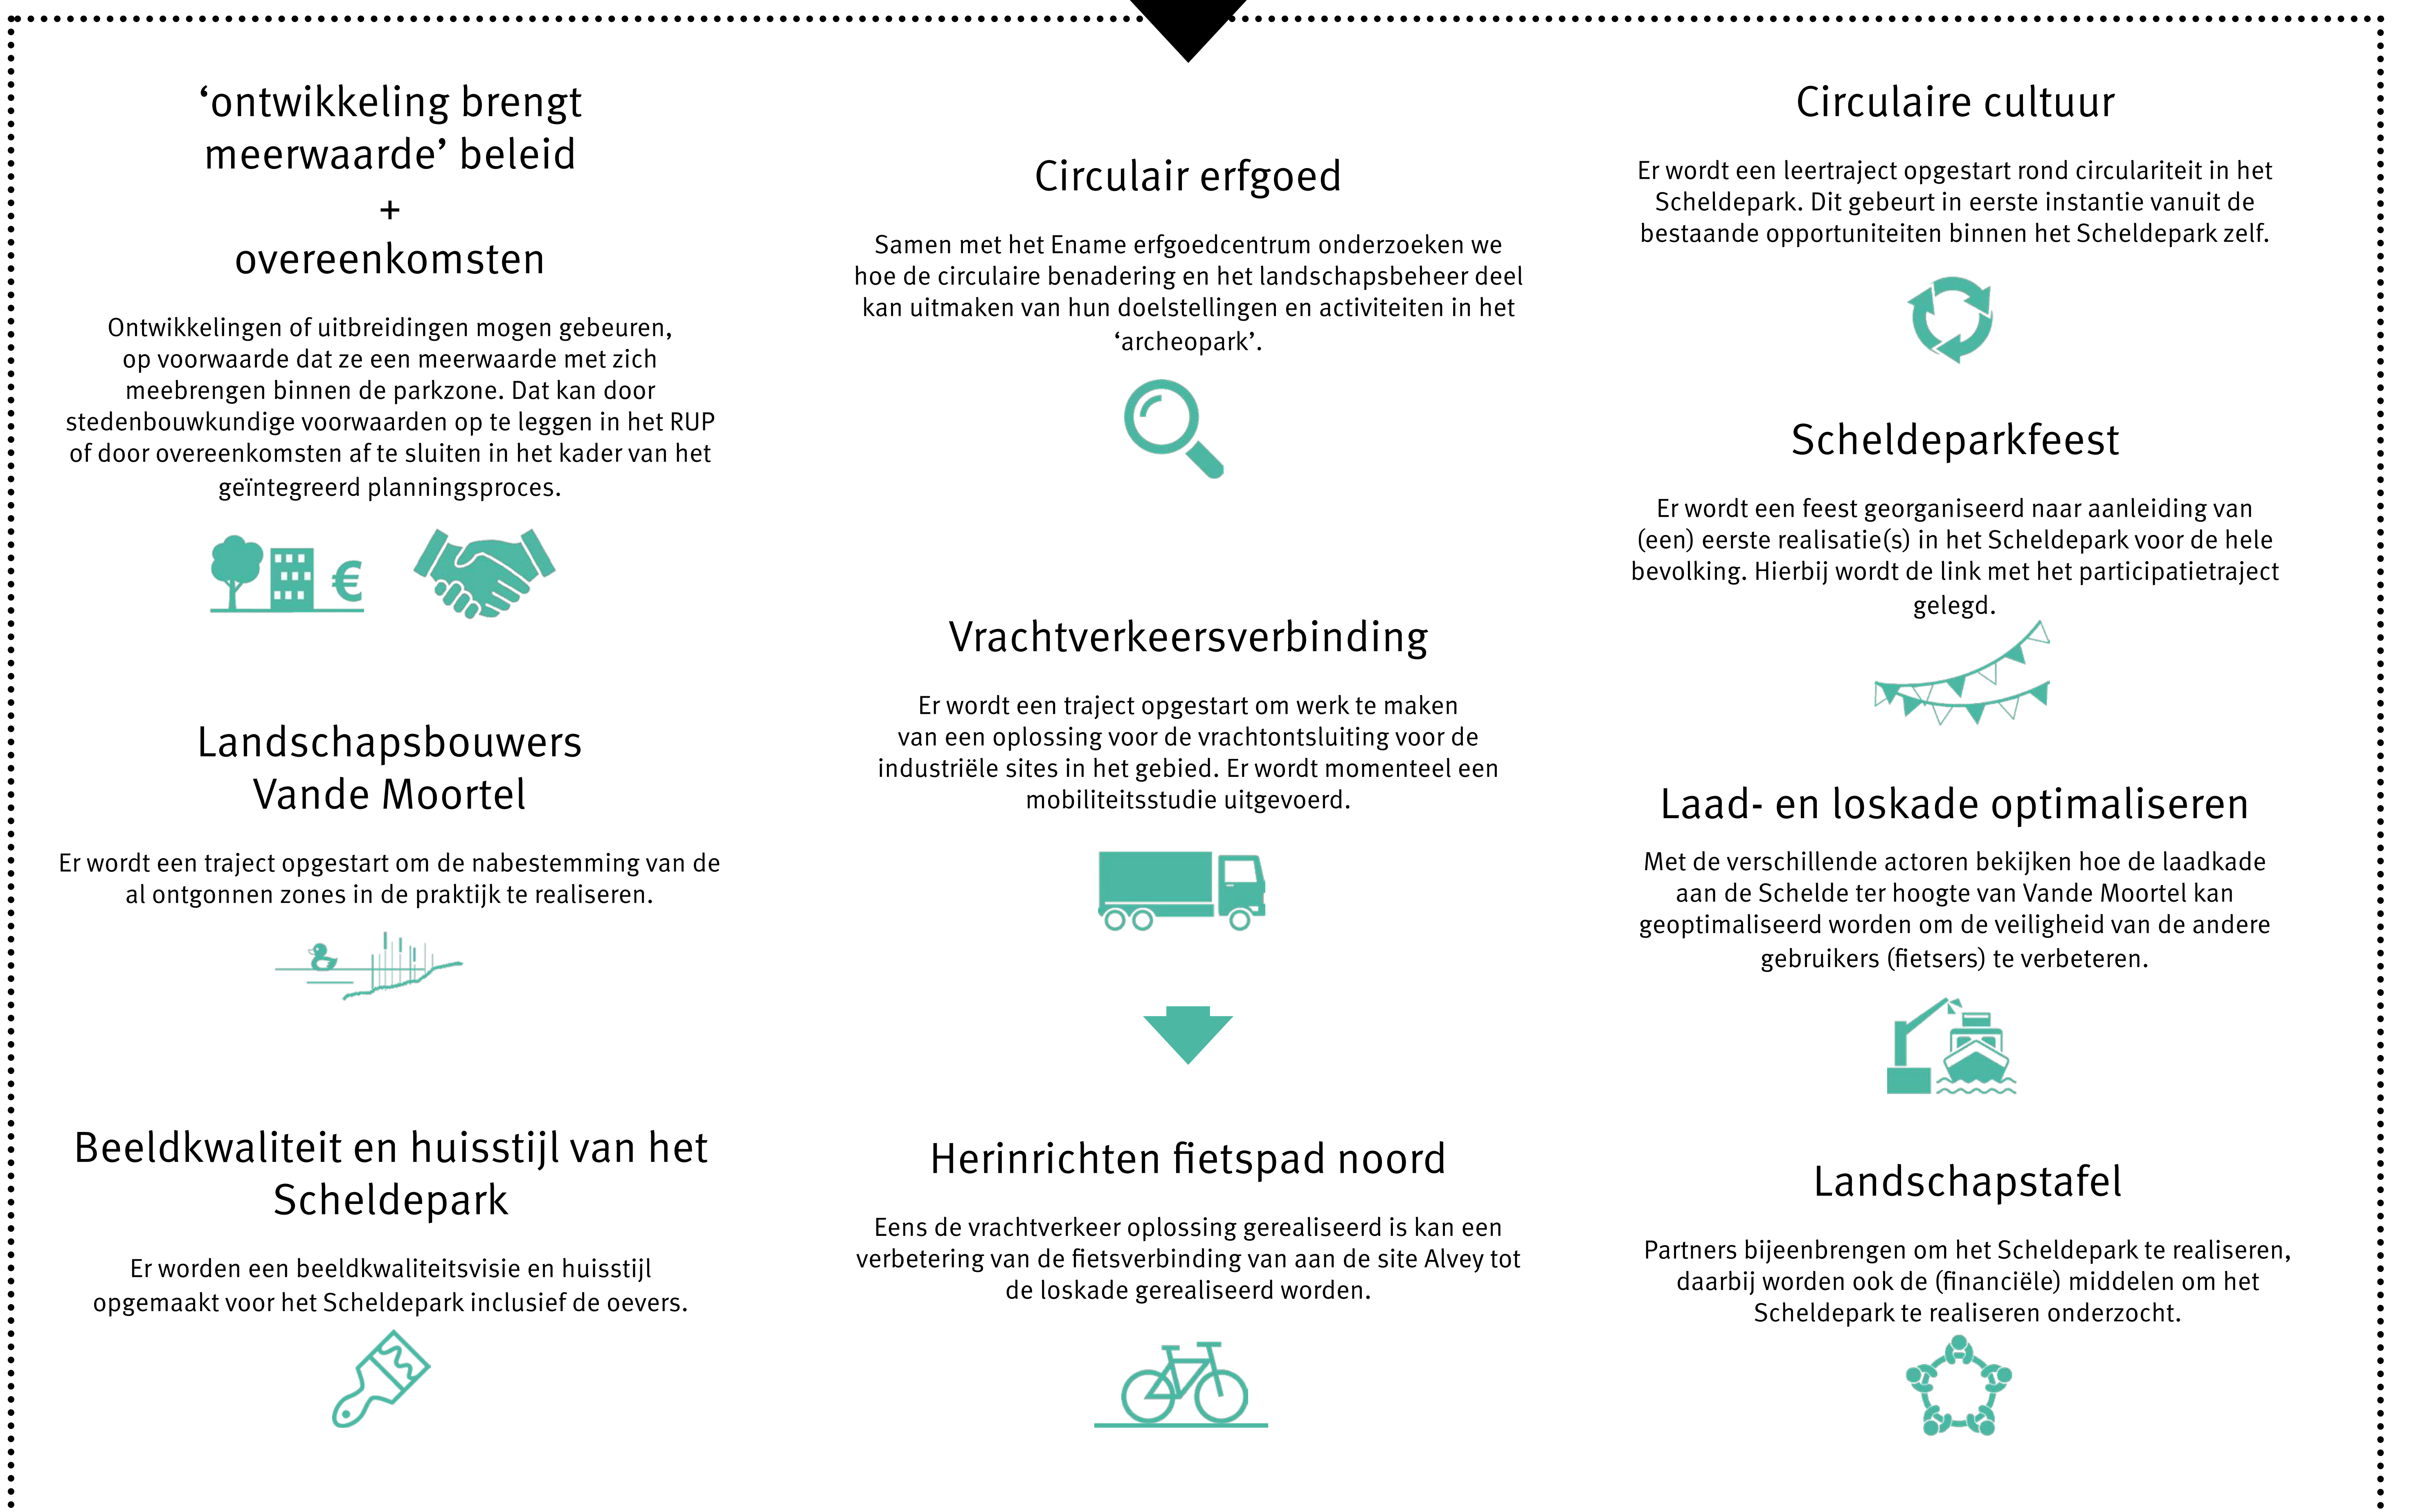 ‘ontwikkeling brengt
meerwaarde’ beleid
+
overeenkomsten
Ontwikkelingen of uitbreidingen mogen gebeuren,
op voorwaarde dat ze een meerwaarde met zich
meebrengen binnen de parkzone. Dat kan door
stedenbouwkundige voorwaarden op te leggen in het RUP
of door overeenkomsten af te sluiten in het kader van het
geïntegreerd planningsproces.
€
Landschapsbouwers
Vande Moortel
Er wordt een traject opgestart om de nabestemming van de
al ontgonnen zones in de praktijk te realiseren.
Beeldkwaliteit en huisstijl van het
Scheldepark
Er worden een beeldkwaliteitsvisie en huisstijl
opgemaakt voor het Scheldepark inclusief de oevers.
Circulair erfgoed
Samen met het Ename erfgoedcentrum onderzoeken we
hoe de circulaire benadering en het landschapsbeheer deel
kan uitmaken van hun doelstellingen en activiteiten in het
‘archeopark’.
Vrachtverkeersverbinding
Er wordt een traject opgestart om werk te maken
van een oplossing voor de vrachtontsluiting voor de
industriële sites in het gebied. Er wordt momenteel een
mobiliteitsstudie uitgevoerd.
Herinrichten fietspad noord
Eens de vrachtverkeer oplossing gerealiseerd is kan een
verbetering van de fietsverbinding van aan de site Alvey tot
de loskade gerealiseerd worden.
Circulaire cultuur
Er wordt een leertraject opgestart rond circulariteit in het
Scheldepark. Dit gebeurt in eerste instantie vanuit de
bestaande opportuniteiten binnen het Scheldepark zelf.
Scheldeparkfeest
Er wordt een feest georganiseerd naar aanleiding van
(een) eerste realisatie(s) in het Scheldepark voor de hele
bevolking. Hierbij wordt de link met het participatietraject
gelegd.
Laad- en loskade optimaliseren
Met de verschillende actoren bekijken hoe de laadkade
aan de Schelde ter hoogte van Vande Moortel kan
geoptimaliseerd worden om de veiligheid van de andere
gebruikers (fietsers) te verbeteren.
Landschapstafel
Partners bijeenbrengen om het Scheldepark te realiseren,
daarbij worden ook de (financiële) middelen om het
Scheldepark te realiseren onderzocht.